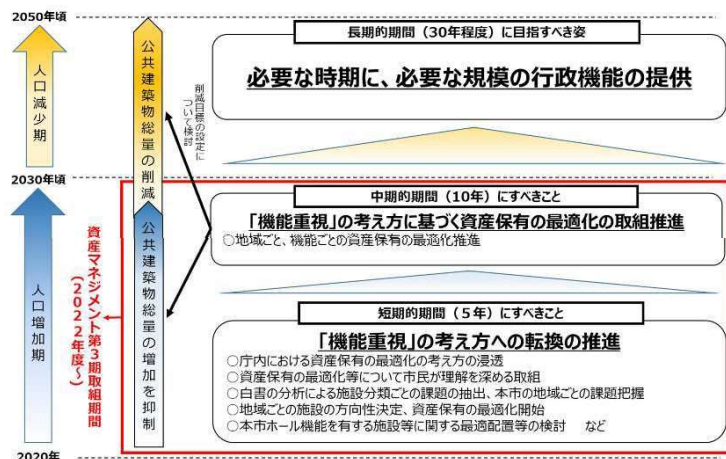 2050年頃
人口減少期
2030年頃
人口増加期
2020年
資産マネジメント第3期取組期間
(2022年度~)
公共建築物総量の削減
公共建築物総量の増加を抑制
削減目標の設定に
ついて検討
長期的期間(30年程度)に目指すべき姿
必要な時期に、必要な規模の行政機能の提供
中期的期間(10年)にすべきこと
「機能重視」の考え方に基づく資産保有の最適化の取組推進
○地域ごと、機能ごとの資産保有の最適化推進
短期的期間(5年)にすべきこと
「機能重視」の考え方への転換の推進
○庁内における資産保有の最適化の考え方の浸透
○資産保有の最適化等について市民が理解を深める取組
○白書の分析による施設分類ごとの課題の抽出、本市の地域ごとの課題把握
○地域ごとの施設の方向性決定、資産保有の最適化開始
○本市ホール機能を有する施設等に関する最適配置等の検討 など